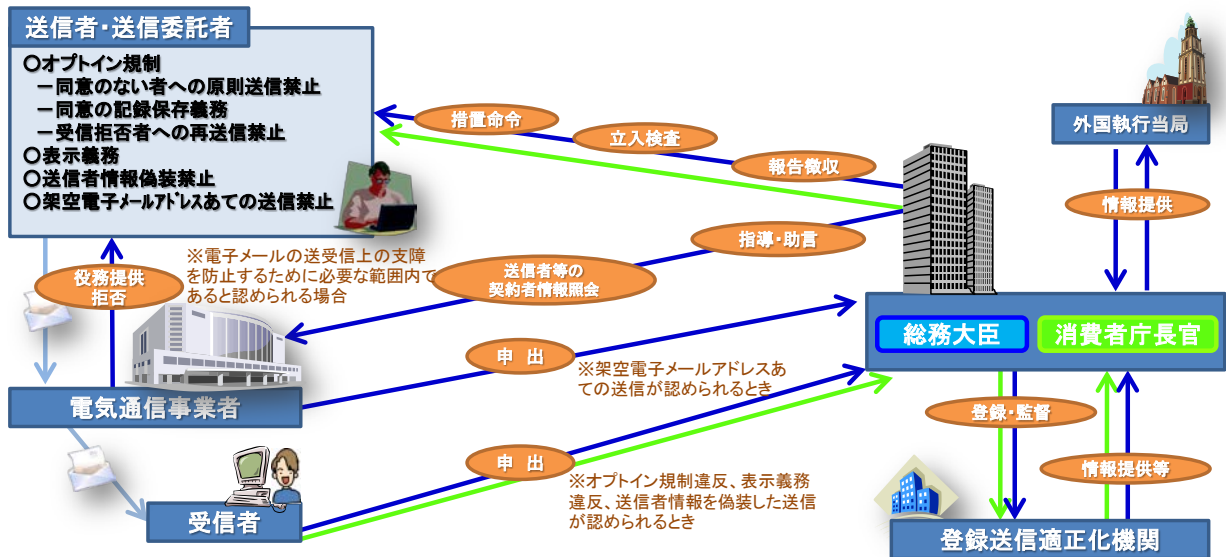 送信者・送信委託者
○オプトイン規制
－同意のない者への原則送信禁止
－同意の記録保存義務
－受信拒否者への再送信禁止
○表示義務
○送信者情報偽装禁止
○架空電子ﾒｰﾙｱﾄﾞﾚｽあての送信禁止
措置命令
立入検査
報告徴収
外国執行当局
情報提供
指導・助言
送信者等の
契約者情報照会
役務提供
拒否
※電子メールの送受信上の支障
を防止するために必要な範囲内で
あると認められる場合
総務大臣
消費者庁長官
申 出
※架空電子メールアドレスあ
ての送信が認められるとき
電気通信事業者
登録・監督
申 出
※オプトイン規制違反、表示義務
違反、送信者情報を偽装した送信
が認められるとき
情報提供等
受信者
登録送信適正化機関